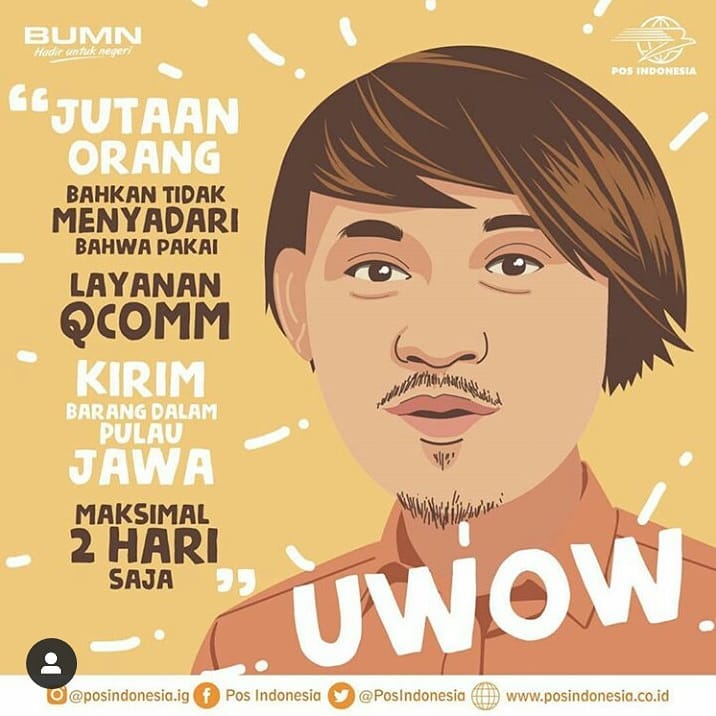 BUMN
Hadir untuk negeri
POS INDONESIA
“JUTAAN
ORANG
BAHKAN TIDAK
MENYADARI
BAHWA PAKAI
LAYANAN
QCOMM
KIRIM
BARANG DALAM
PULAU
JAWA
MAKSIMAL
2 HARI
SAJA”
UWOW
@posindonesia.ig Pos Indonesia @PosIndonesia www.posindonesia.co.id